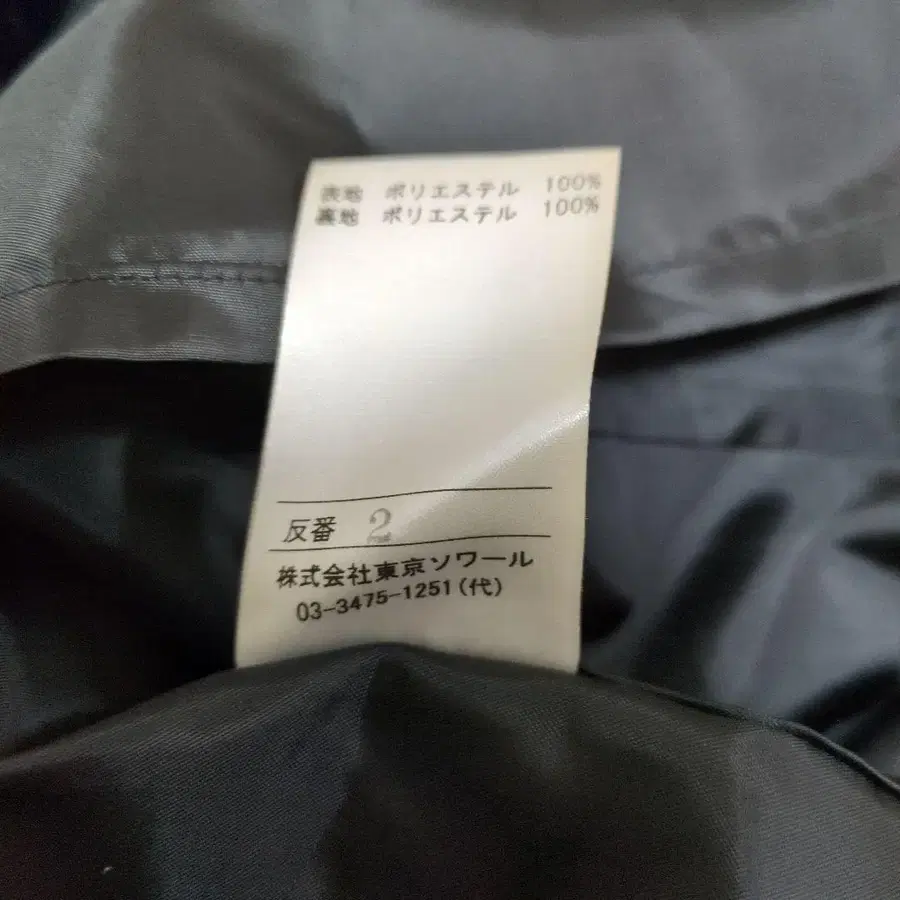 表地 ポリエステル 100%
裏地 ポリエステル 100%
反番 2
株式会社東京ソワール
03-3475-1251(代)